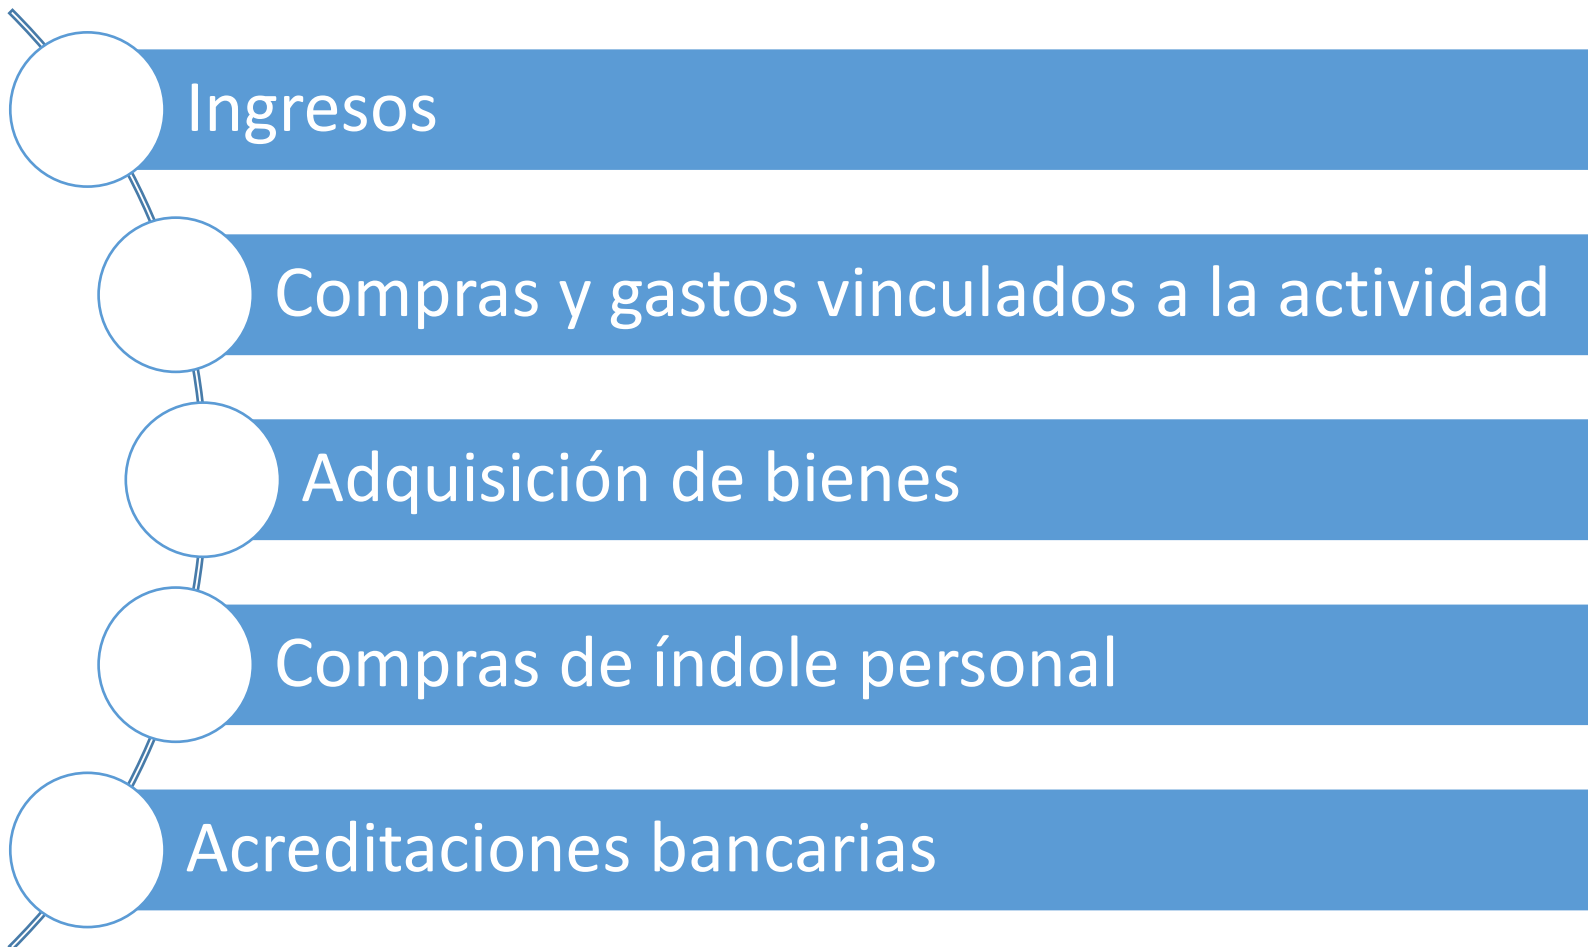 Ingresos
Compras y gastos vinculados a la actividad
Adquisición de bienes
Compras de índole personal
Acreditaciones bancarias